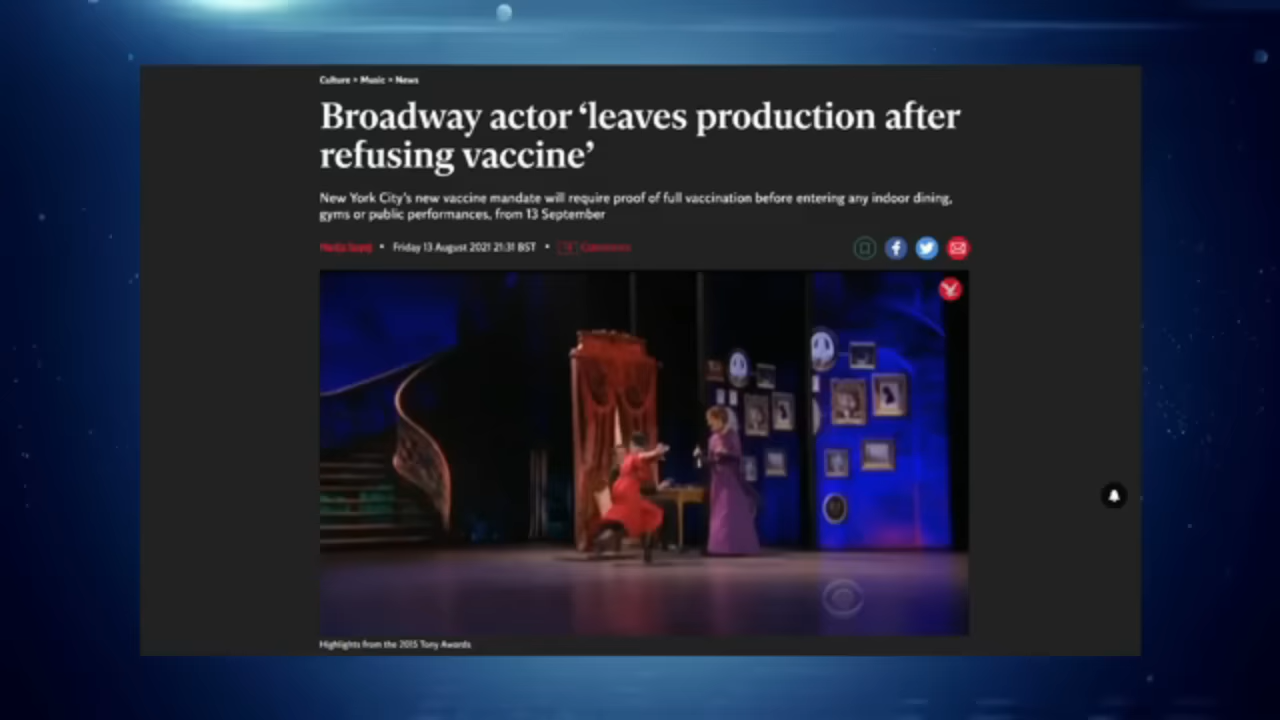 Culture > Music > News
Broadway actor ‘leaves production after
refusing vaccine’
New York City's new vaccine mandate will require proof of full vaccination before entering any indoor dining,
gyms or public performances, from 13 September
Friday 13 August 2021 21:31 BST • Comments
Highlights from the 2015 Tony Awards